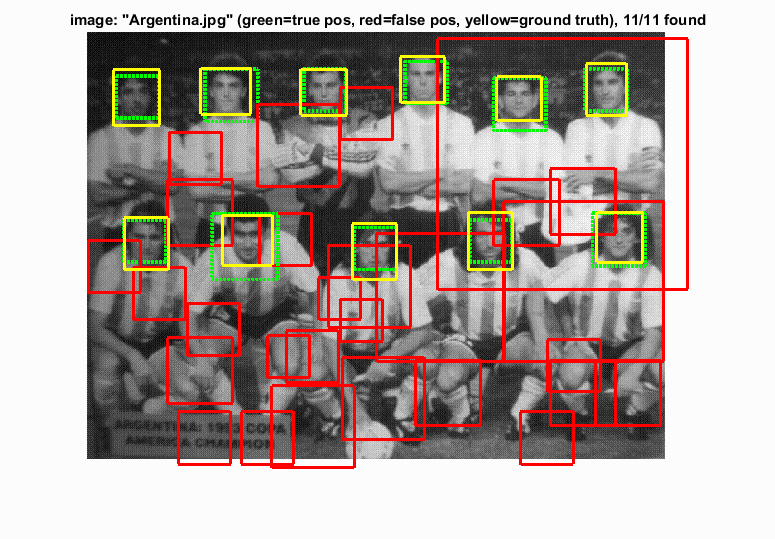 image: "Argentina.jpg" (green=true pos, red=false pos, yellow=ground truth), 11/11 found
ARGENTINA: 1993 COPA
AMERICA CHAMPION